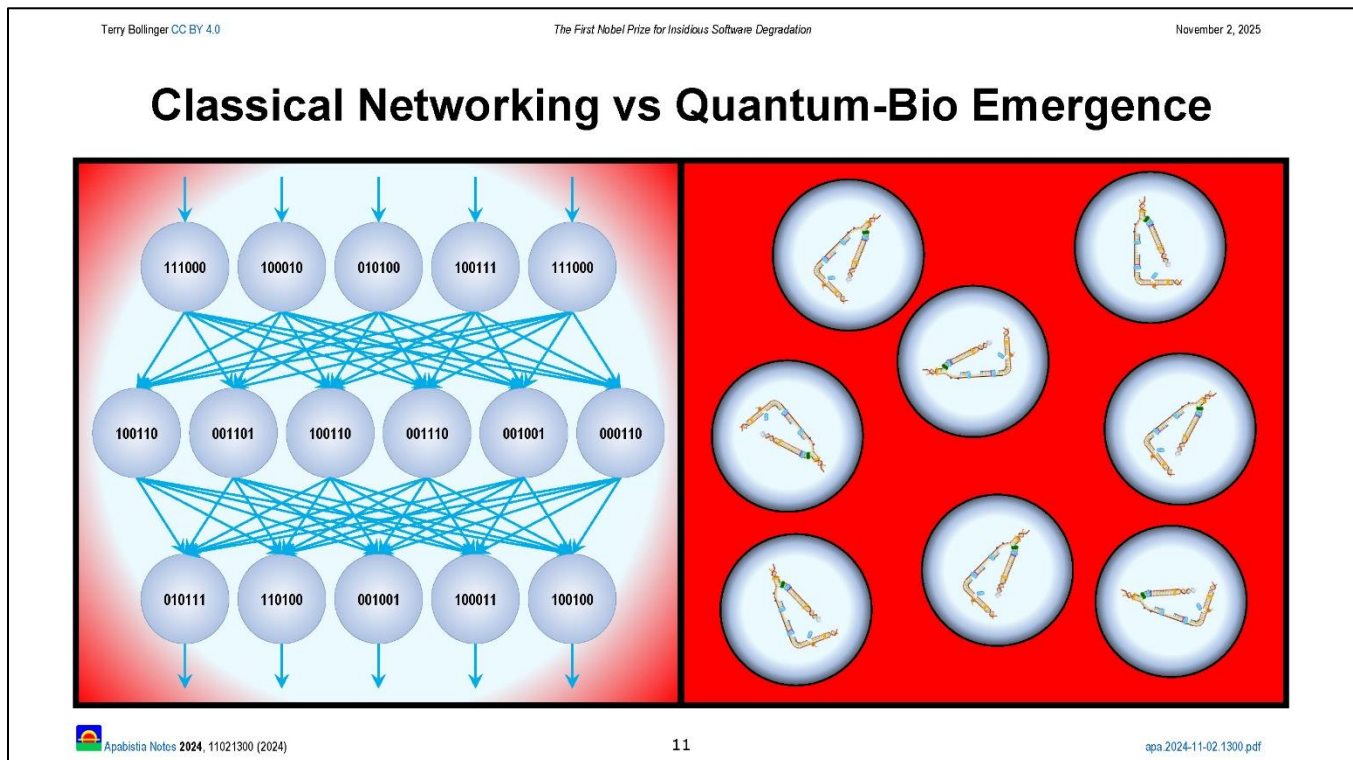 Terry Bollinger CC BY 4.0
The First Nobel Prize for Insidious Software Degradation
November 2, 2025
Classical Networking vs Quantum-Bio Emergence
111000 100010 010100 100111 111000
100110 001101 100110 001110 001001 000110
010111 110100 001001 100011 100100
Apabistia Notes 2024, 11021300 (2024)
11
apa.2024-11-02.1300.pdf